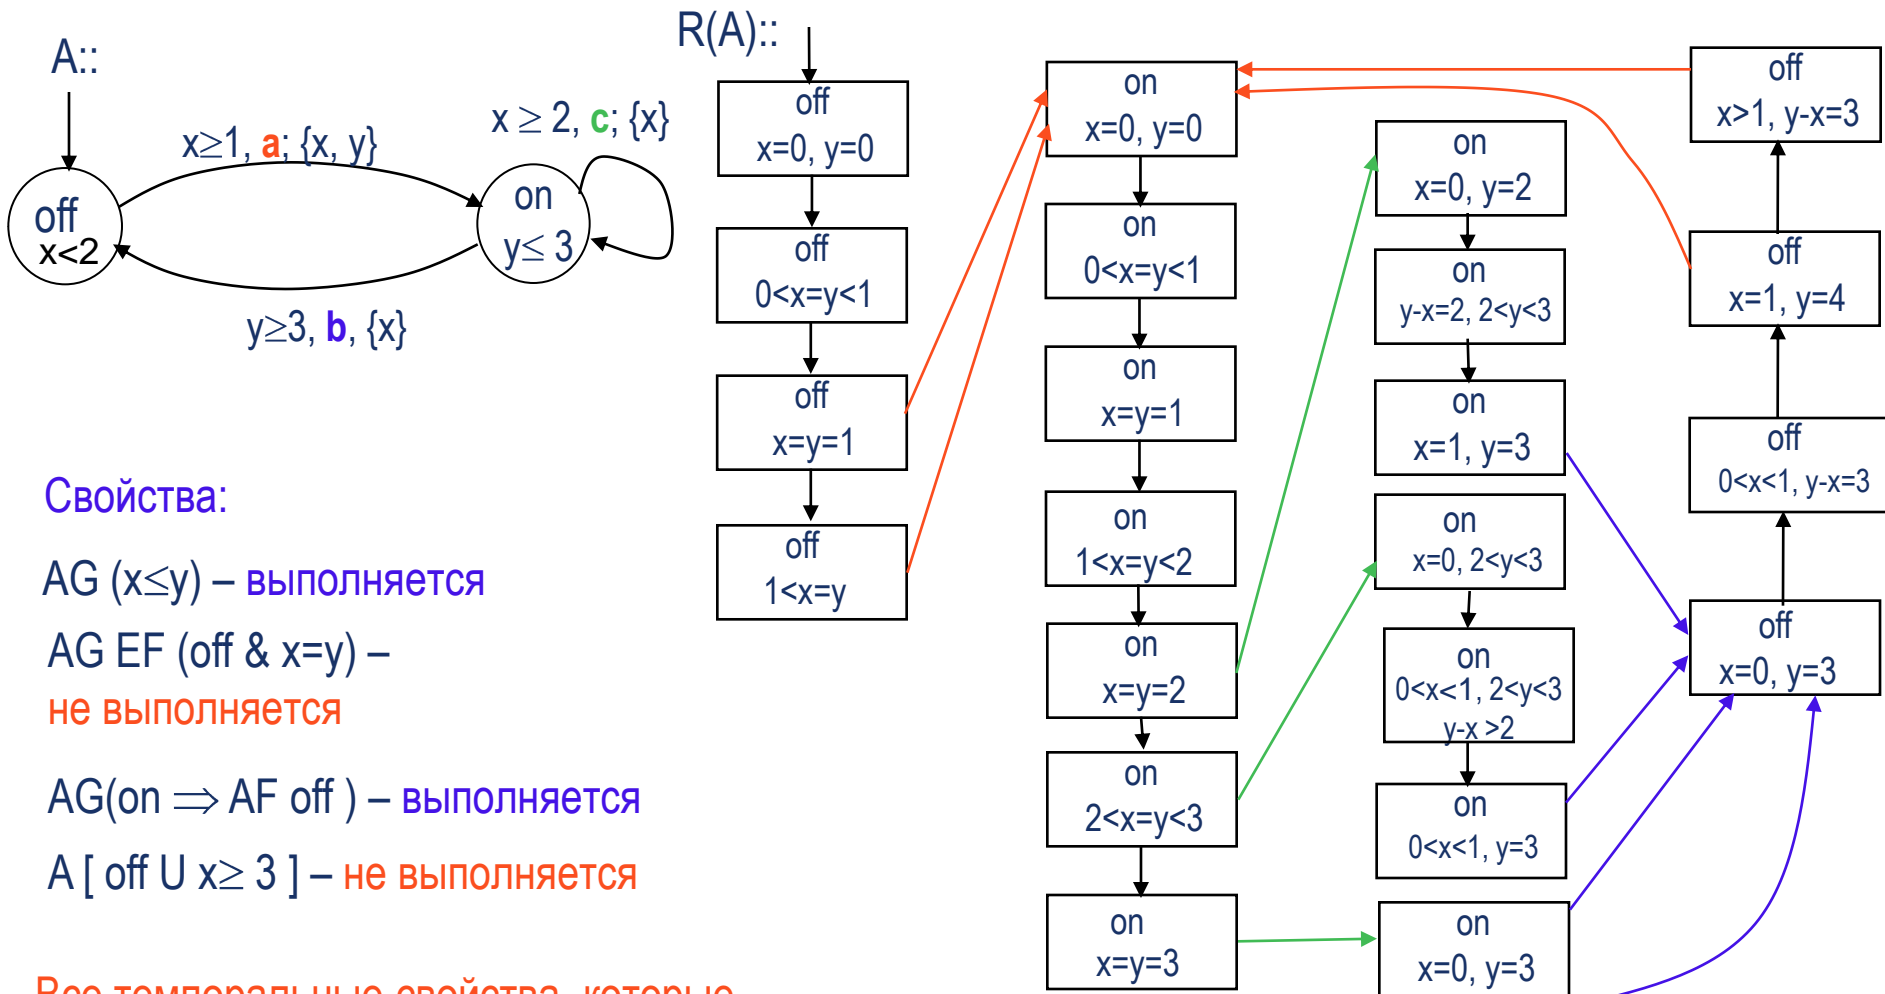 A::
x≥1, a; {x, y}
x ≥ 2, c; {x}
off
x<2
on
y≤ 3
y≥3, b, {x}
Свойства:
AG (x≤y) – выполняется
AG EF (off & x=y) –
не выполняется
AG(on ⇒ AF off ) – выполняется
A [ off U x≥ 3 ] – не выполняется
Все темпоральные свойства, которые
R(A)::
off
x=0, y=0
off
0<x=y<1
off
x=y=1
off
1<x=y
on
x=0, y=0
on
0<x=y<1
on
x=y=1
on
1<x=y<2
on
x=y=2
on
2<x=y<3
on
x=y=3
on
x=0, y=2
on
y-x=2, 2<y<3
on
x=1, y=3
on
x=0, 2<y<3
on
0<x<1, 2<y<3
y-x >2
on
0<x<1, y=3
on
x=0, y=3
off
x>1, y-x=3
off
x=1, y=4
off
0<x<1, y-x=3
off
x=0, y=3